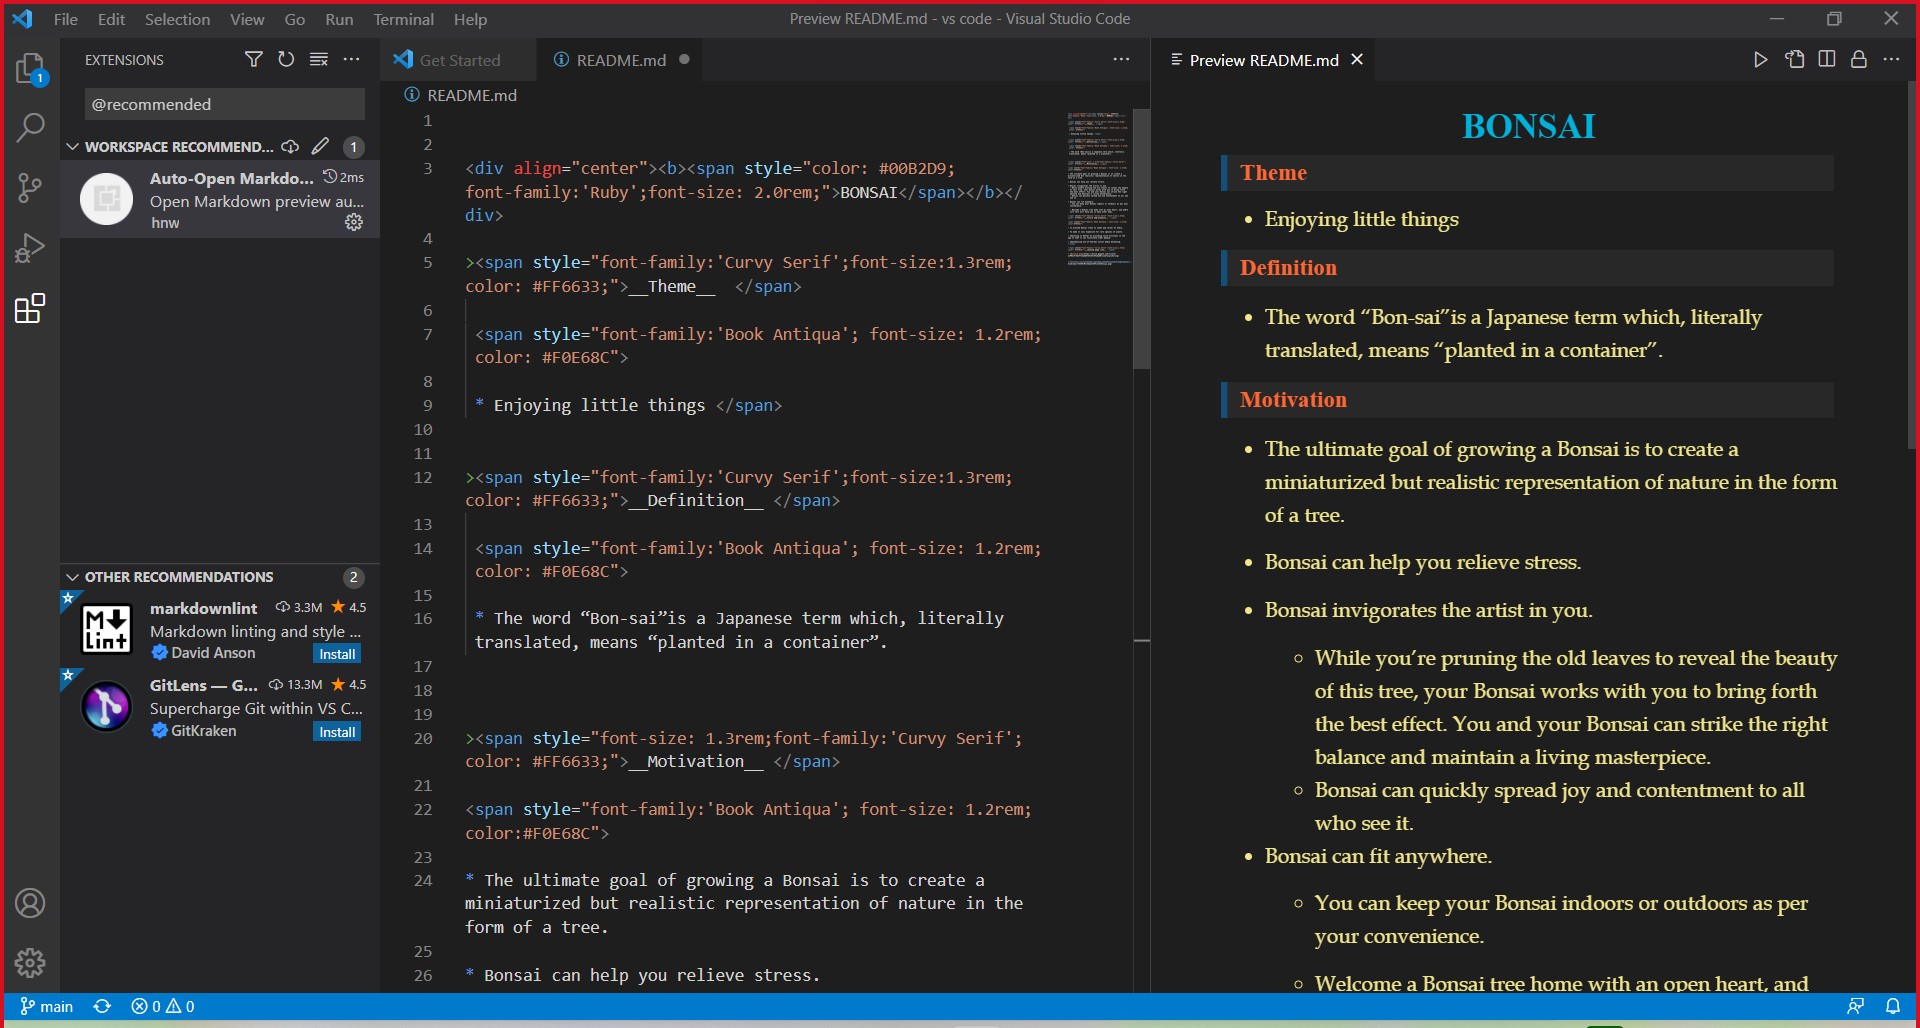 File Edit Selection View Go Run Terminal Help
Preview README.md - vs code - Visual Studio Code
EXTENSIONS
@recommended
WORKSPACE RECOMMEND... 1
Auto-Open Markdo... 2ms
Open Markdown preview au...
hnw
OTHER RECOMMENDATIONS 2
markdownlint 3.3M 4.5
Markdown linting and style ...
David Anson Install
GitLens — G... 13.3M 4.5
Supercharge Git within VS C...
GitKraken Install
1
Get Started README.md
README.md
1
2
3 <div align="center"><b><span style="color: #00B2D9;
font-family:'Ruby';font-size: 2.0rem;">BONSAI</span></b></
div>
4
5 ><span style="font-family:'Curvy Serif';font-size:1.3rem;
color: #FF6633;">__Theme__  </span>
6
7 <span style="font-family:'Book Antiqua'; font-size: 1.2rem;
color: #F0E68C">
8
9 * Enjoying little things </span>
10
11
12 ><span style="font-family:'Curvy Serif';font-size:1.3rem;
color: #FF6633;">__Definition__ </span>
13
14 <span style="font-family:'Book Antiqua'; font-size: 1.2rem;
color: #F0E68C">
15
16 * The word “Bon-sai”is a Japanese term which, literally
translated, means “planted in a container”.
17
18
19
20 ><span style="font-size: 1.3rem;font-family:'Curvy Serif';
color: #FF6633;">__Motivation__ </span>
21
22 <span style="font-family:'Book Antiqua'; font-size: 1.2rem;
color:#F0E68C">
23
24 * The ultimate goal of growing a Bonsai is to create a
miniaturized but realistic representation of nature in the
form of a tree.
25
26 * Bonsai can help you relieve stress.
Preview README.md
BONSAI
Theme
• Enjoying little things
Definition
• The word “Bon-sai”is a Japanese term which, literally
translated, means “planted in a container”.
Motivation
• The ultimate goal of growing a Bonsai is to create a
miniaturized but realistic representation of nature in the form
of a tree.
• Bonsai can help you relieve stress.
• Bonsai invigorates the artist in you.
◦ While you’re pruning the old leaves to reveal the beauty
of this tree, your Bonsai works with you to bring forth
the best effect. You and your Bonsai can strike the right
balance and maintain a living masterpiece.
◦ Bonsai can quickly spread joy and contentment to all
who see it.
• Bonsai can fit anywhere.
◦ You can keep your Bonsai indoors or outdoors as per
your convenience.
◦ Welcome a Bonsai tree home with an open heart, and
main 0 0